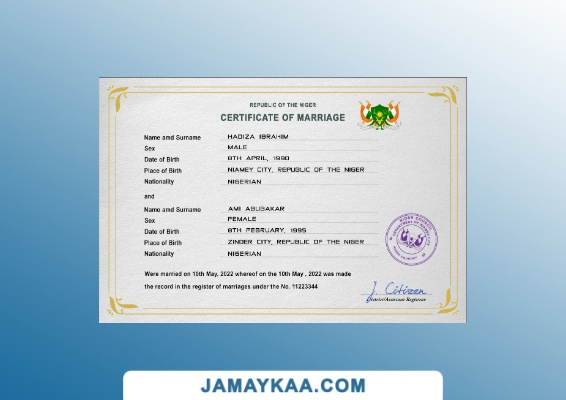 REPUBLIC OF THE NIGER
CERTIFICATE OF MARRIAGE
Name and Surname HADIZA IBRAHIM
Sex MALE
Date of Birth 8TH APRIL, 1990
Place of Birth NIAMEY CITY, REPUBLIC OF THE NIGER
Nationality NIGERIAN
and
Name and Surname AMI ABUBAKAR
Sex FEMALE
Date of Birth 8TH FEBRUARY, 1995
Place of Birth ZINDER CITY, REPUBLIC OF THE NIGER
Nationality NIGERIAN
Were married on 10th May, 2022 whereof on the 10th May , 2022 was made
the record in the register of marriages under the No. 11223344
J. Citizen
District/Assistant Registrar
JAMAYKAA.COM